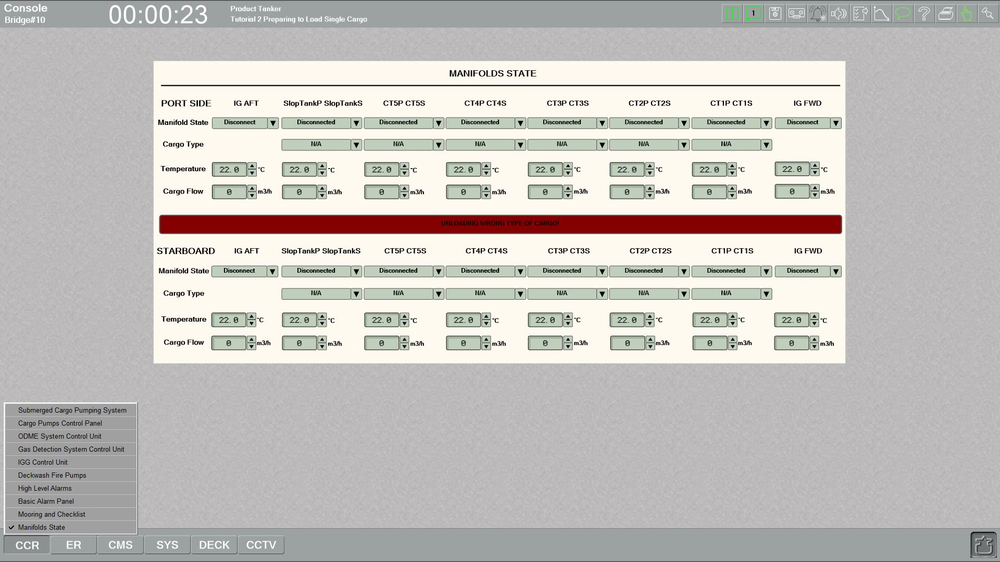 Console
Bridge#10
00:00:23
Product Tanker
Tutorial 2 Preparing to Load Single Cargo
1
MANIFOLDS STATE
PORT SIDE IG AFT SlopTankP SlopTankS CT5P CT5S CT4P CT4S CT3P CT3S CT2P CT2S CT1P CT1S IG FWD
Manifold State Disconnect Disconnected Disconnected Disconnected Disconnected Disconnected Disconnected Disconnect
Cargo Type N/A N/A N/A N/A N/A N/A
Temperature 22.0 °C 22.0 °C 22.0 °C 22.0 °C 22.0 °C 22.0 °C 22.0 °C 22.0 °C
Cargo Flow 0 m3/h 0 m3/h 0 m3/h 0 m3/h 0 m3/h 0 m3/h 0 m3/h 0 m3/h
UNLOADING WRONG TYPE OF CARGO!
STARBOARD IG AFT SlopTankP SlopTankS CT5P CT5S CT4P CT4S CT3P CT3S CT2P CT2S CT1P CT1S IG FWD
Manifold State Disconnect Disconnected Disconnected Disconnected Disconnected Disconnected Disconnected Disconnect
Cargo Type N/A N/A N/A N/A N/A N/A
Temperature 22.0 °C 22.0 °C 22.0 °C 22.0 °C 22.0 °C 22.0 °C 22.0 °C 22.0 °C
Cargo Flow 0 m3/h 0 m3/h 0 m3/h 0 m3/h 0 m3/h 0 m3/h 0 m3/h 0 m3/h
Submerged Cargo Pumping System
Cargo Pumps Control Panel
ODME System Control Unit
Gas Detection System Control Unit
IGG Control Unit
Deckwash Fire Pumps
High Level Alarms
Basic Alarm Panel
Mooring and Checklist
Manifolds State
CCR ER CMS SYS DECK CCTV